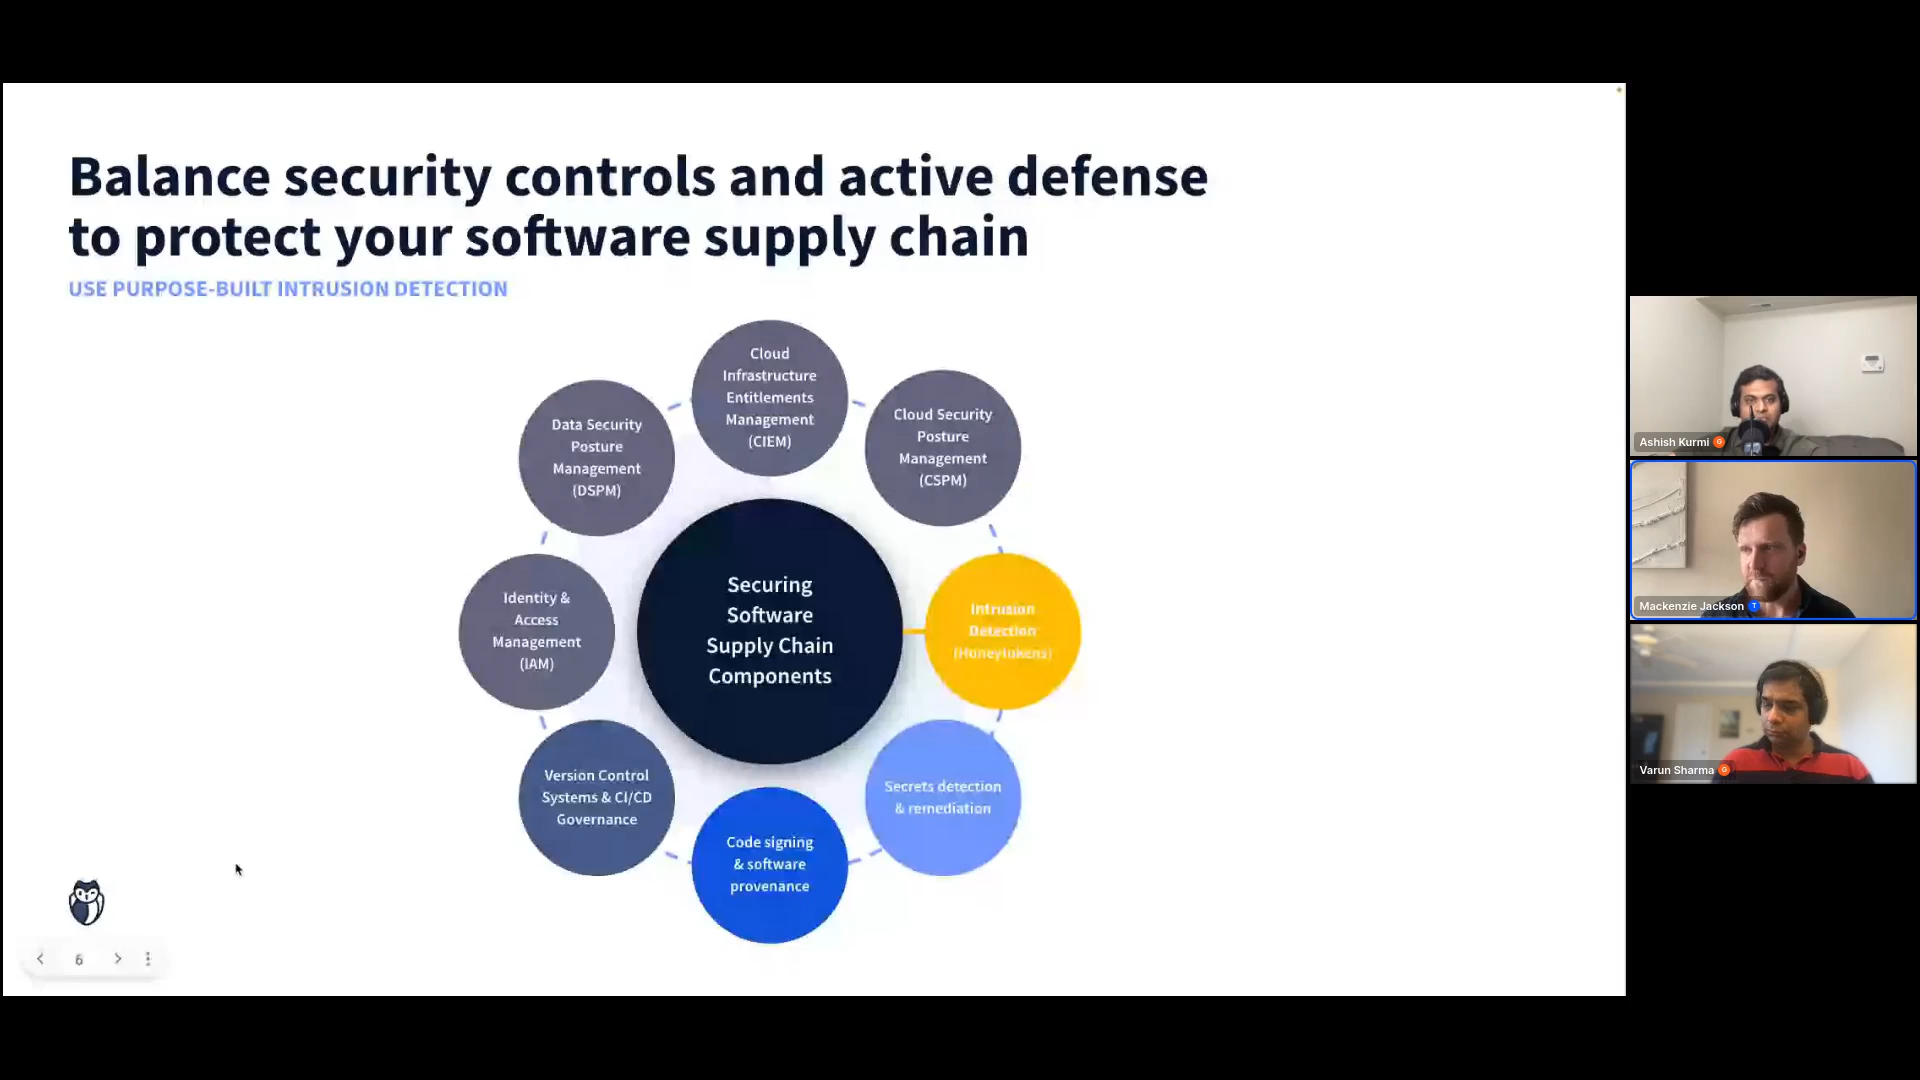 Balance security controls and active defense
to protect your software supply chain
USE PURPOSE-BUILT INTRUSION DETECTION
Cloud
Infrastructure
Entitlements
Management
(CIEM)
Cloud Security
Posture
Management
(CSPM)
Data Security
Posture
Management
(DSPM)
Securing
Software
Supply Chain
Components
Intrusion
Detection
(Honeytokens)
Identity &
Access
Management
(IAM)
Version Control
Systems & CI/CD
Governance
Secrets detection
& remediation
Code signing
& software
provenance
6
Ashish Kurmi G
Mackenzie Jackson T
Varun Sharma G